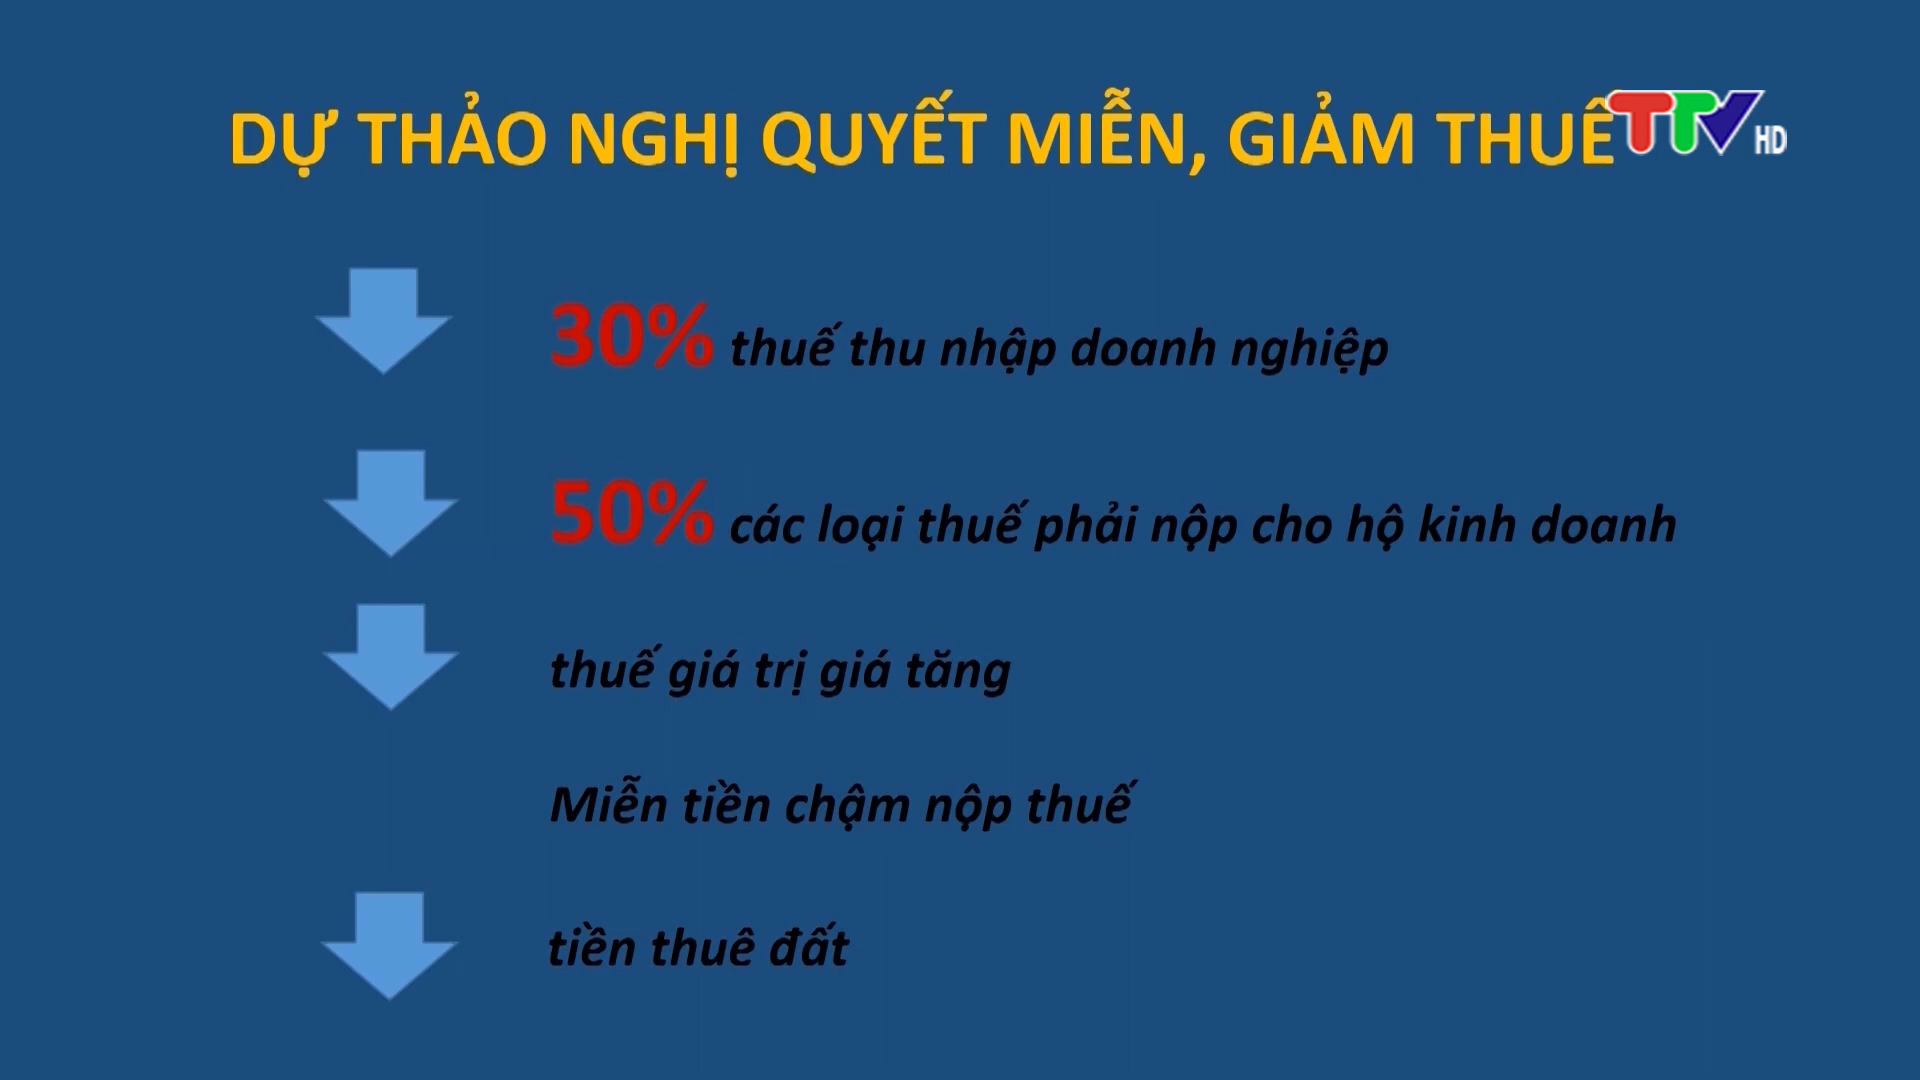 DỰ THẢO NGHỊ QUYẾT MIỄN, GIẢM THUẾ
TTV HD
30% thuế thu nhập doanh nghiệp
50% các loại thuế phải nộp cho hộ kinh doanh
thuế giá trị giá tăng
Miễn tiền chậm nộp thuế
tiền thuê đất